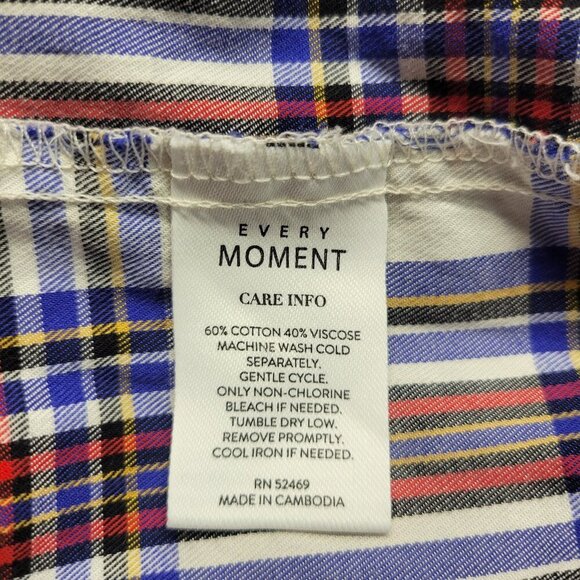 EVERY
MOMENT
CARE INFO
60% COTTON 40% VISCOSE
MACHINE WASH COLD
SEPARATELY.
GENTLE CYCLE.
ONLY NON-CHLORINE
BLEACH IF NEEDED.
TUMBLE DRY LOW.
REMOVE PROMPTLY.
COOL IRON IF NEEDED.
RN 52469
MADE IN CAMBODIA